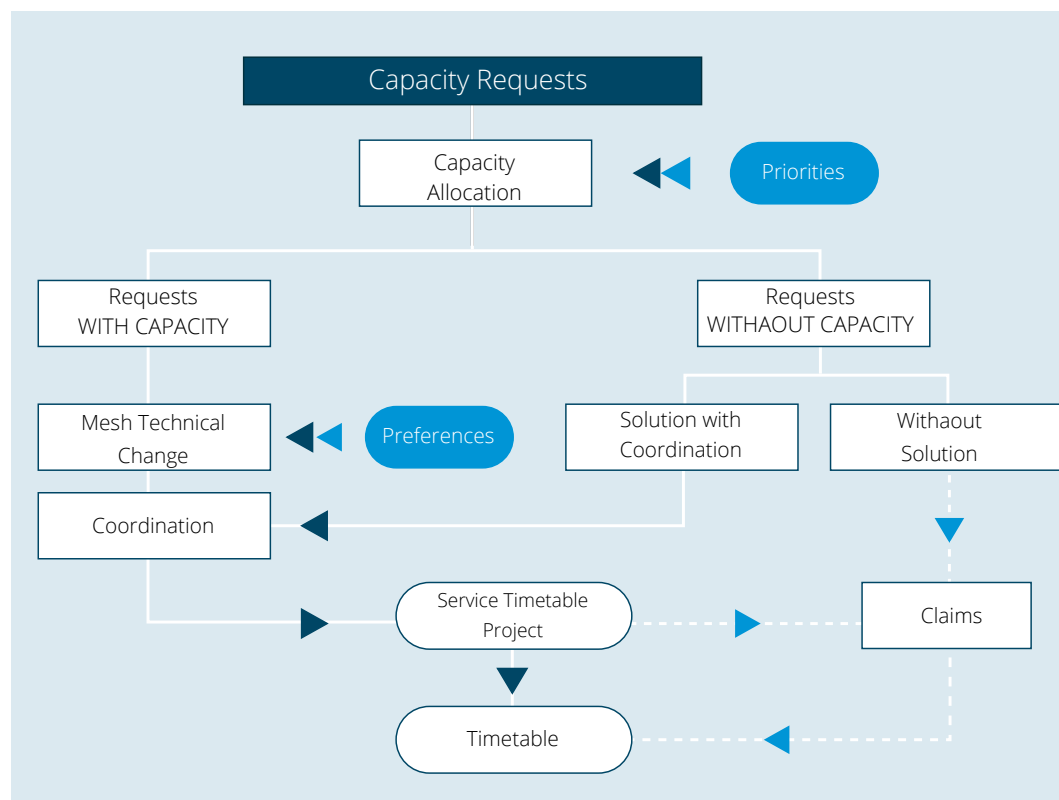 Capacity Requests
Capacity
Allocation
Priorities
Requests
WITH CAPACITY
Requests
WITHAOUT CAPACITY
Mesh Technical
Change
Preferences
Solution with
Coordination
Withaout
Solution
Coordination
Service Timetable
Project
Claims
Timetable